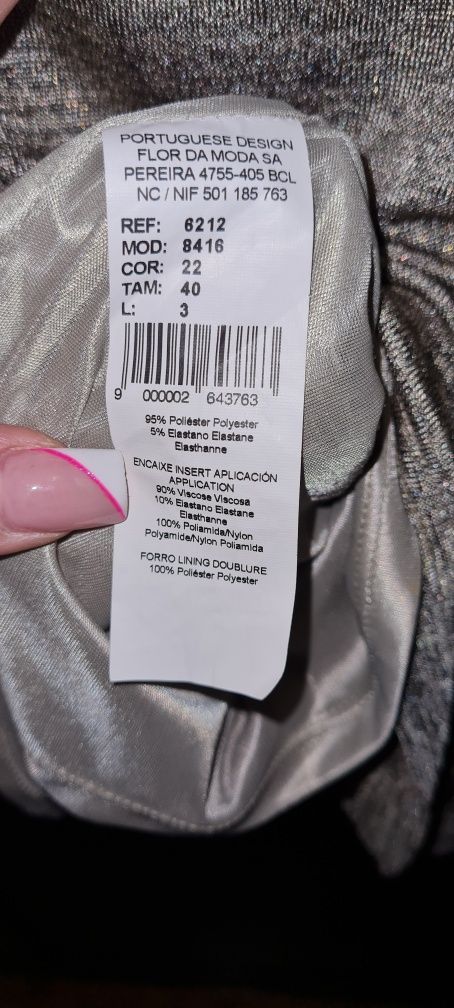 PORTUGUESE DESIGN
FLOR DA MODA SA
PEREIRA 4755-405 BCL
NC / NIF 501 185 763
REF: 6212
MOD: 8416
COR: 22
TAM: 40
L: 3
9 000002 643763
95% Poliéster Polyester
5% Elastano Elastane
Elasthanne
ENCAIXE INSERT APLICACIÓN
APPLICATION
90% Viscose Viscosa
10% Elastano Elastane
Elasthanne
100% Poliamida/Nylon
Polyamide/Nylon Poliamida
FORRO LINING DOUBLURE
100% Poliéster Polyester